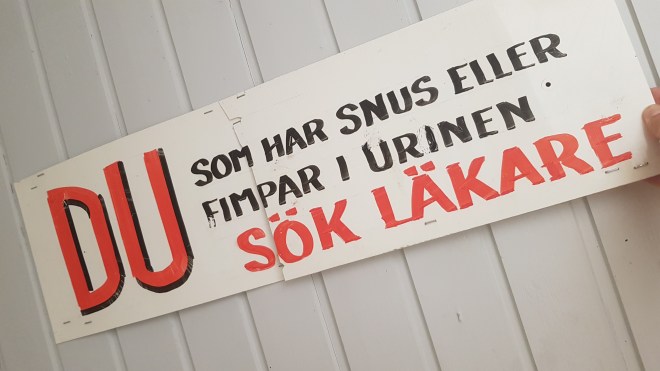 DU
SOM HAR SNUS ELLER
FIMPAR I URINEN
SÖK LÄKARE